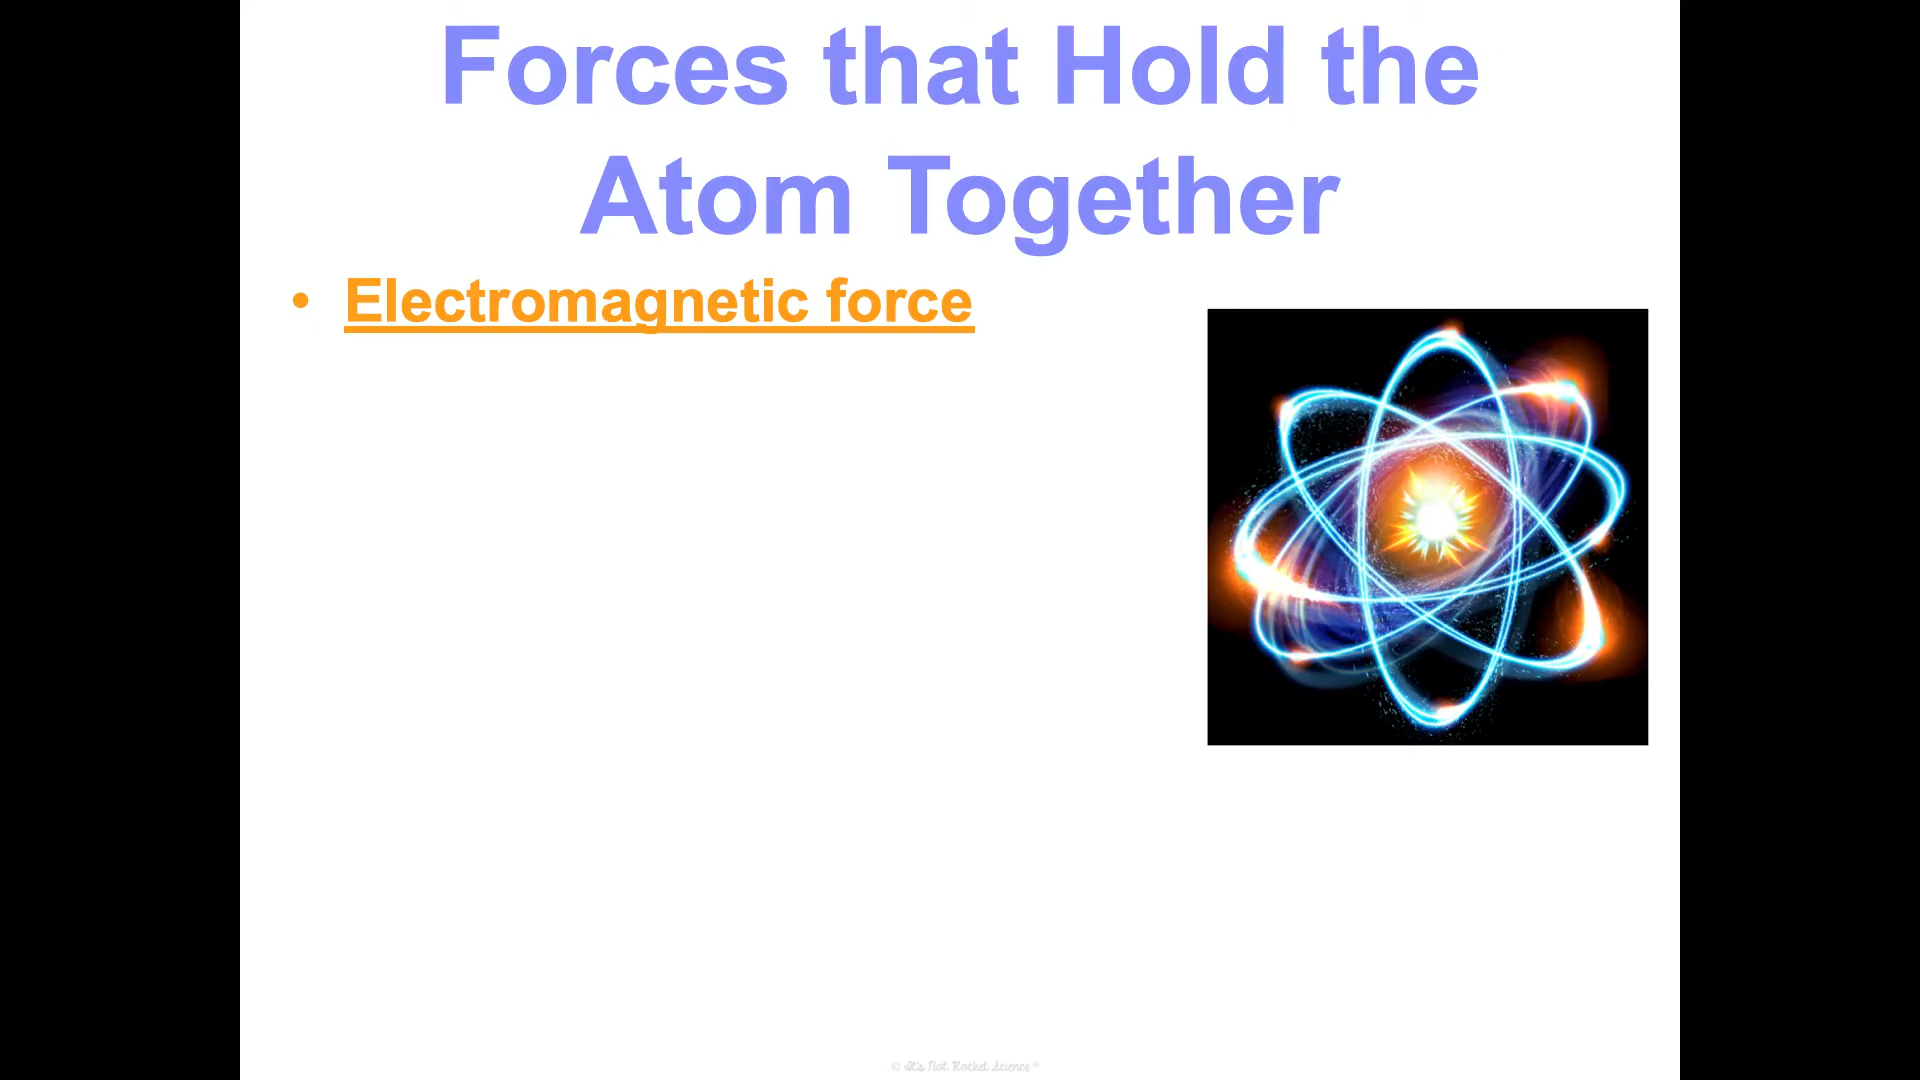 Forces that Hold the
Atom Together
• Electromagnetic force
© It's Not Rocket Science®